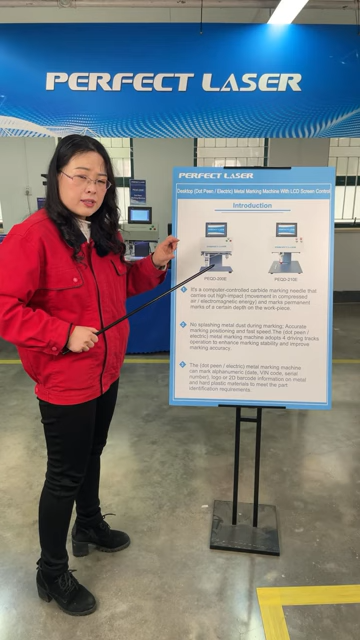 PERFECT LASER
PERFECT LASER
Desktop (Dot Peen / Electric) Metal Marking Machine With LCD Screen Control
Introduction
PEQD-200E
PEQD-210E
It's a computer-controlled carbide marking needle that
carries out high-impact (movement in compressed
air / electromagnetic energy) and marks permanent
marks of a certain depth on the work-piece.
No splashing metal dust during marking; Accurate
marking positioning and fast speed.The (dot peen /
electric) metal marking machine adopts 4 driving tracks
operation to enhance marking stability and improve
marking accuracy.
The (dot peen / electric) metal marking machine
can mark alphanumeric (date, VIN code, serial
number), logo or 2D barcode information on metal
and hard plastic materials to meet the part
identification requirements.